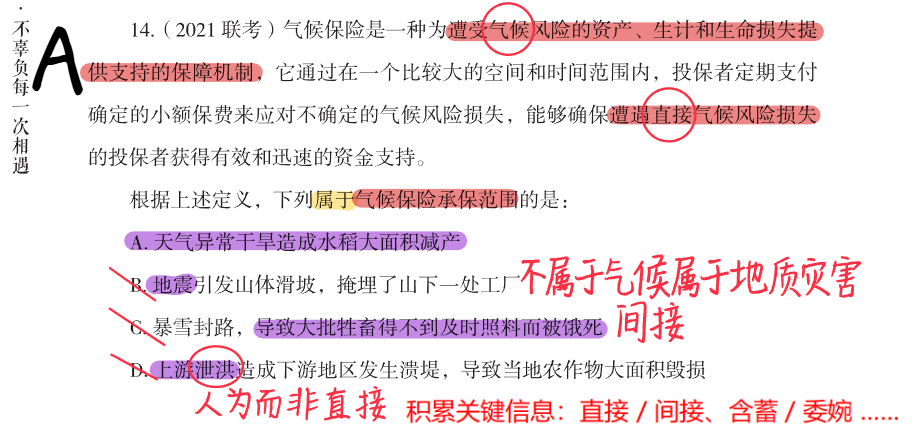 ·不辜负每一次相遇
A
14.（2021 联考）气候保险是一种为遭受气候风险的资产、生计和生命损失提
供支持的保障机制，它通过在一个比较大的空间和时间范围内，投保者定期支付
确定的小额保费来应对不确定的气候风险损失，能够确保遭遇直接气候风险损失
的投保者获得有效和迅速的资金支持。
根据上述定义，下列属于气候保险承保范围的是：
A. 天气异常干旱造成水稻大面积减产
B. 地震引发山体滑坡，掩埋了山下一处工厂 不属于气候属于地质灾害
C. 暴雪封路，导致大批牲畜得不到及时照料而被饿死 间接
D. 上游泄洪造成下游地区发生溃堤，导致当地农作物大面积毁损
人为而非直接
积累关键信息：直接 / 间接、含蓄 / 委婉 ......